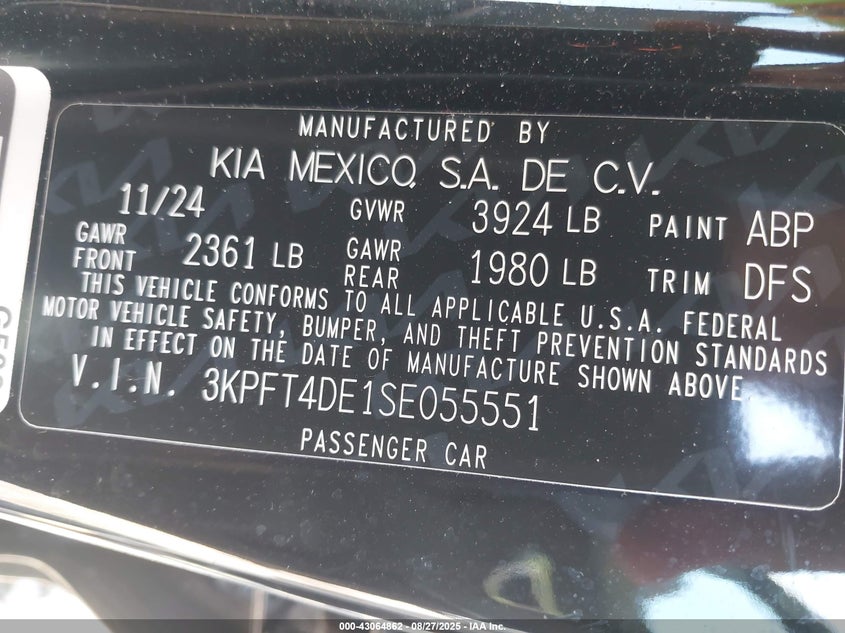 MANUFACTURED BY
KIA MEXICO, S.A. DE C.V.
11/24 GVWR 3924 LB PAINT ABP
GAWR FRONT 2361 LB GAWR REAR 1980 LB TRIM DFS
THIS VEHICLE CONFORMS TO ALL APPLICABLE U.S.A. FEDERAL
MOTOR VEHICLE SAFETY, BUMPER, AND THEFT PREVENTION STANDARDS
IN EFFECT ON THE DATE OF MANUFACTURE SHOWN ABOVE.
V.I.N. 3KPFT4DE1SE055551
PASSENGER CAR
000-43064862 - 08/27/2025 - IAA Inc.